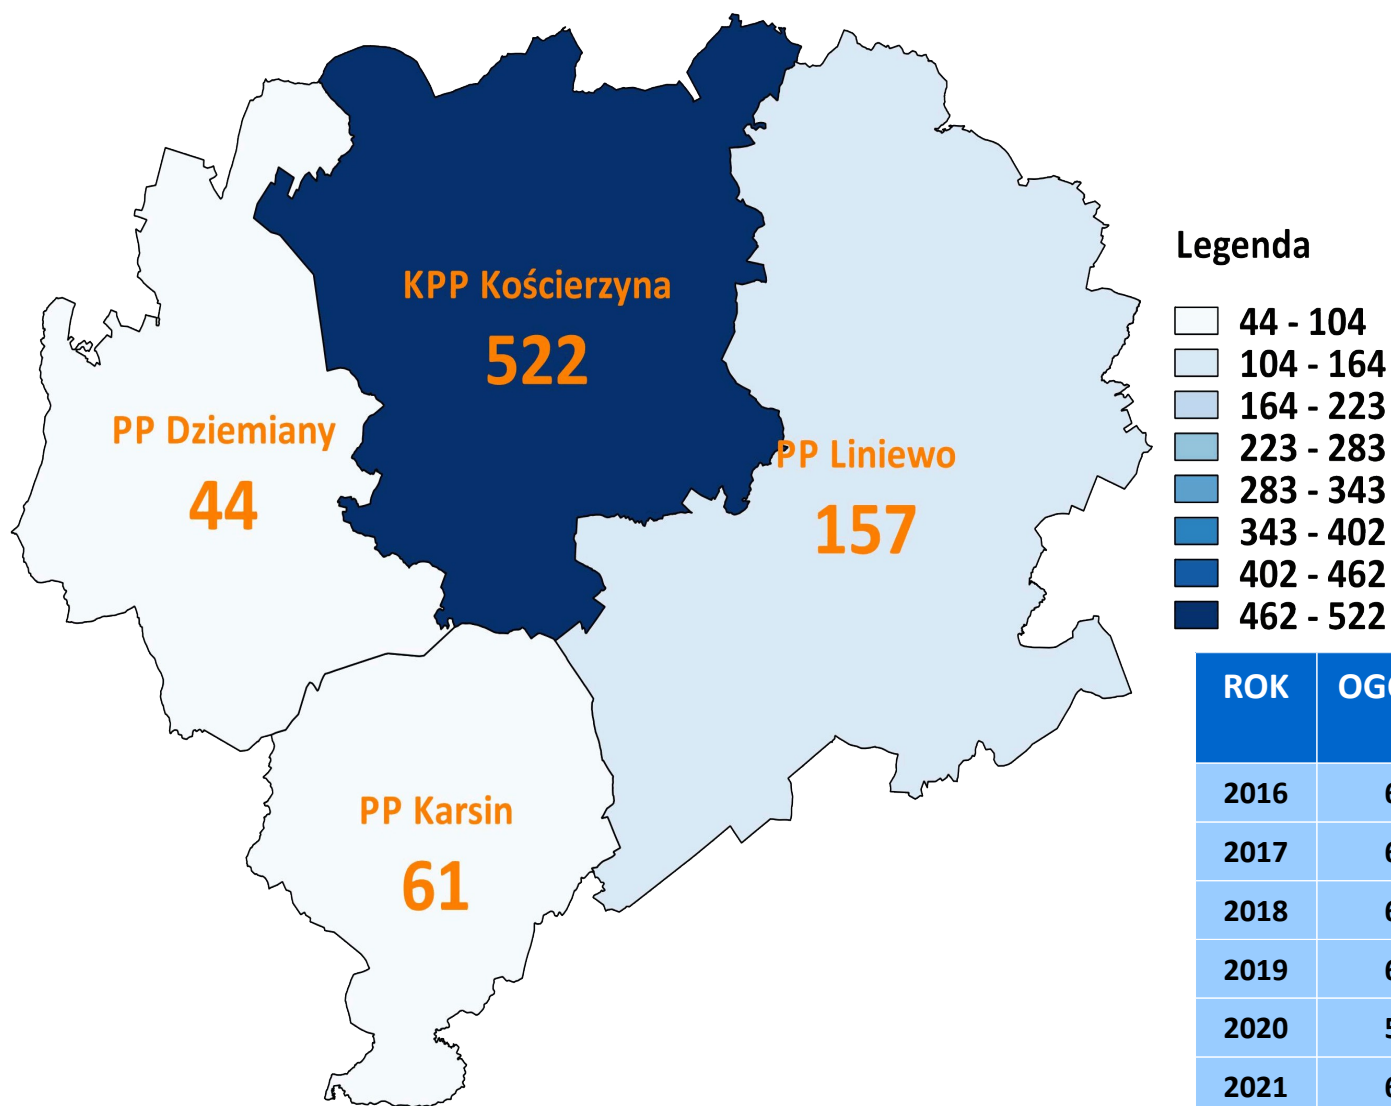 KPP Kościerzyna
522
PP Dziemiany
44
PP Liniewo
157
PP Karsin
61
Legenda
44 - 104
104 - 164
164 - 223
223 - 283
283 - 343
343 - 402
402 - 462
462 - 522
ROK
2016
2017
2018
2019
2020
2021